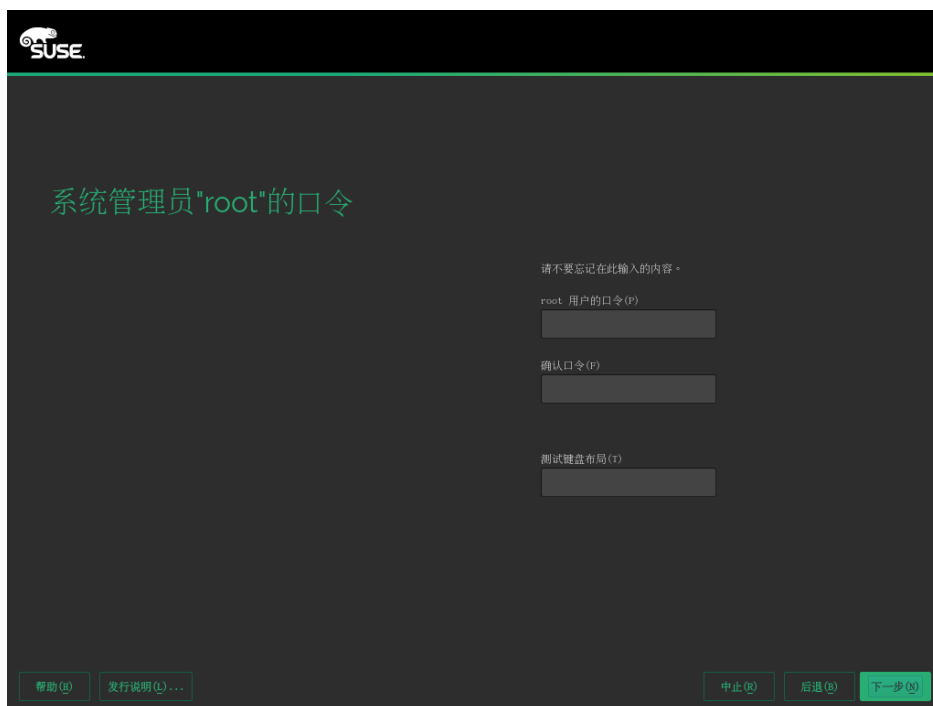 SUSE.
系统管理员"root"的口令
请不要忘记在此输入的内容。
root 用户的口令(P)
确认口令(F)
测试键盘布局(T)
帮助(H) 发行说明(L)... 中止(R) 后退(B) 下一步(N)